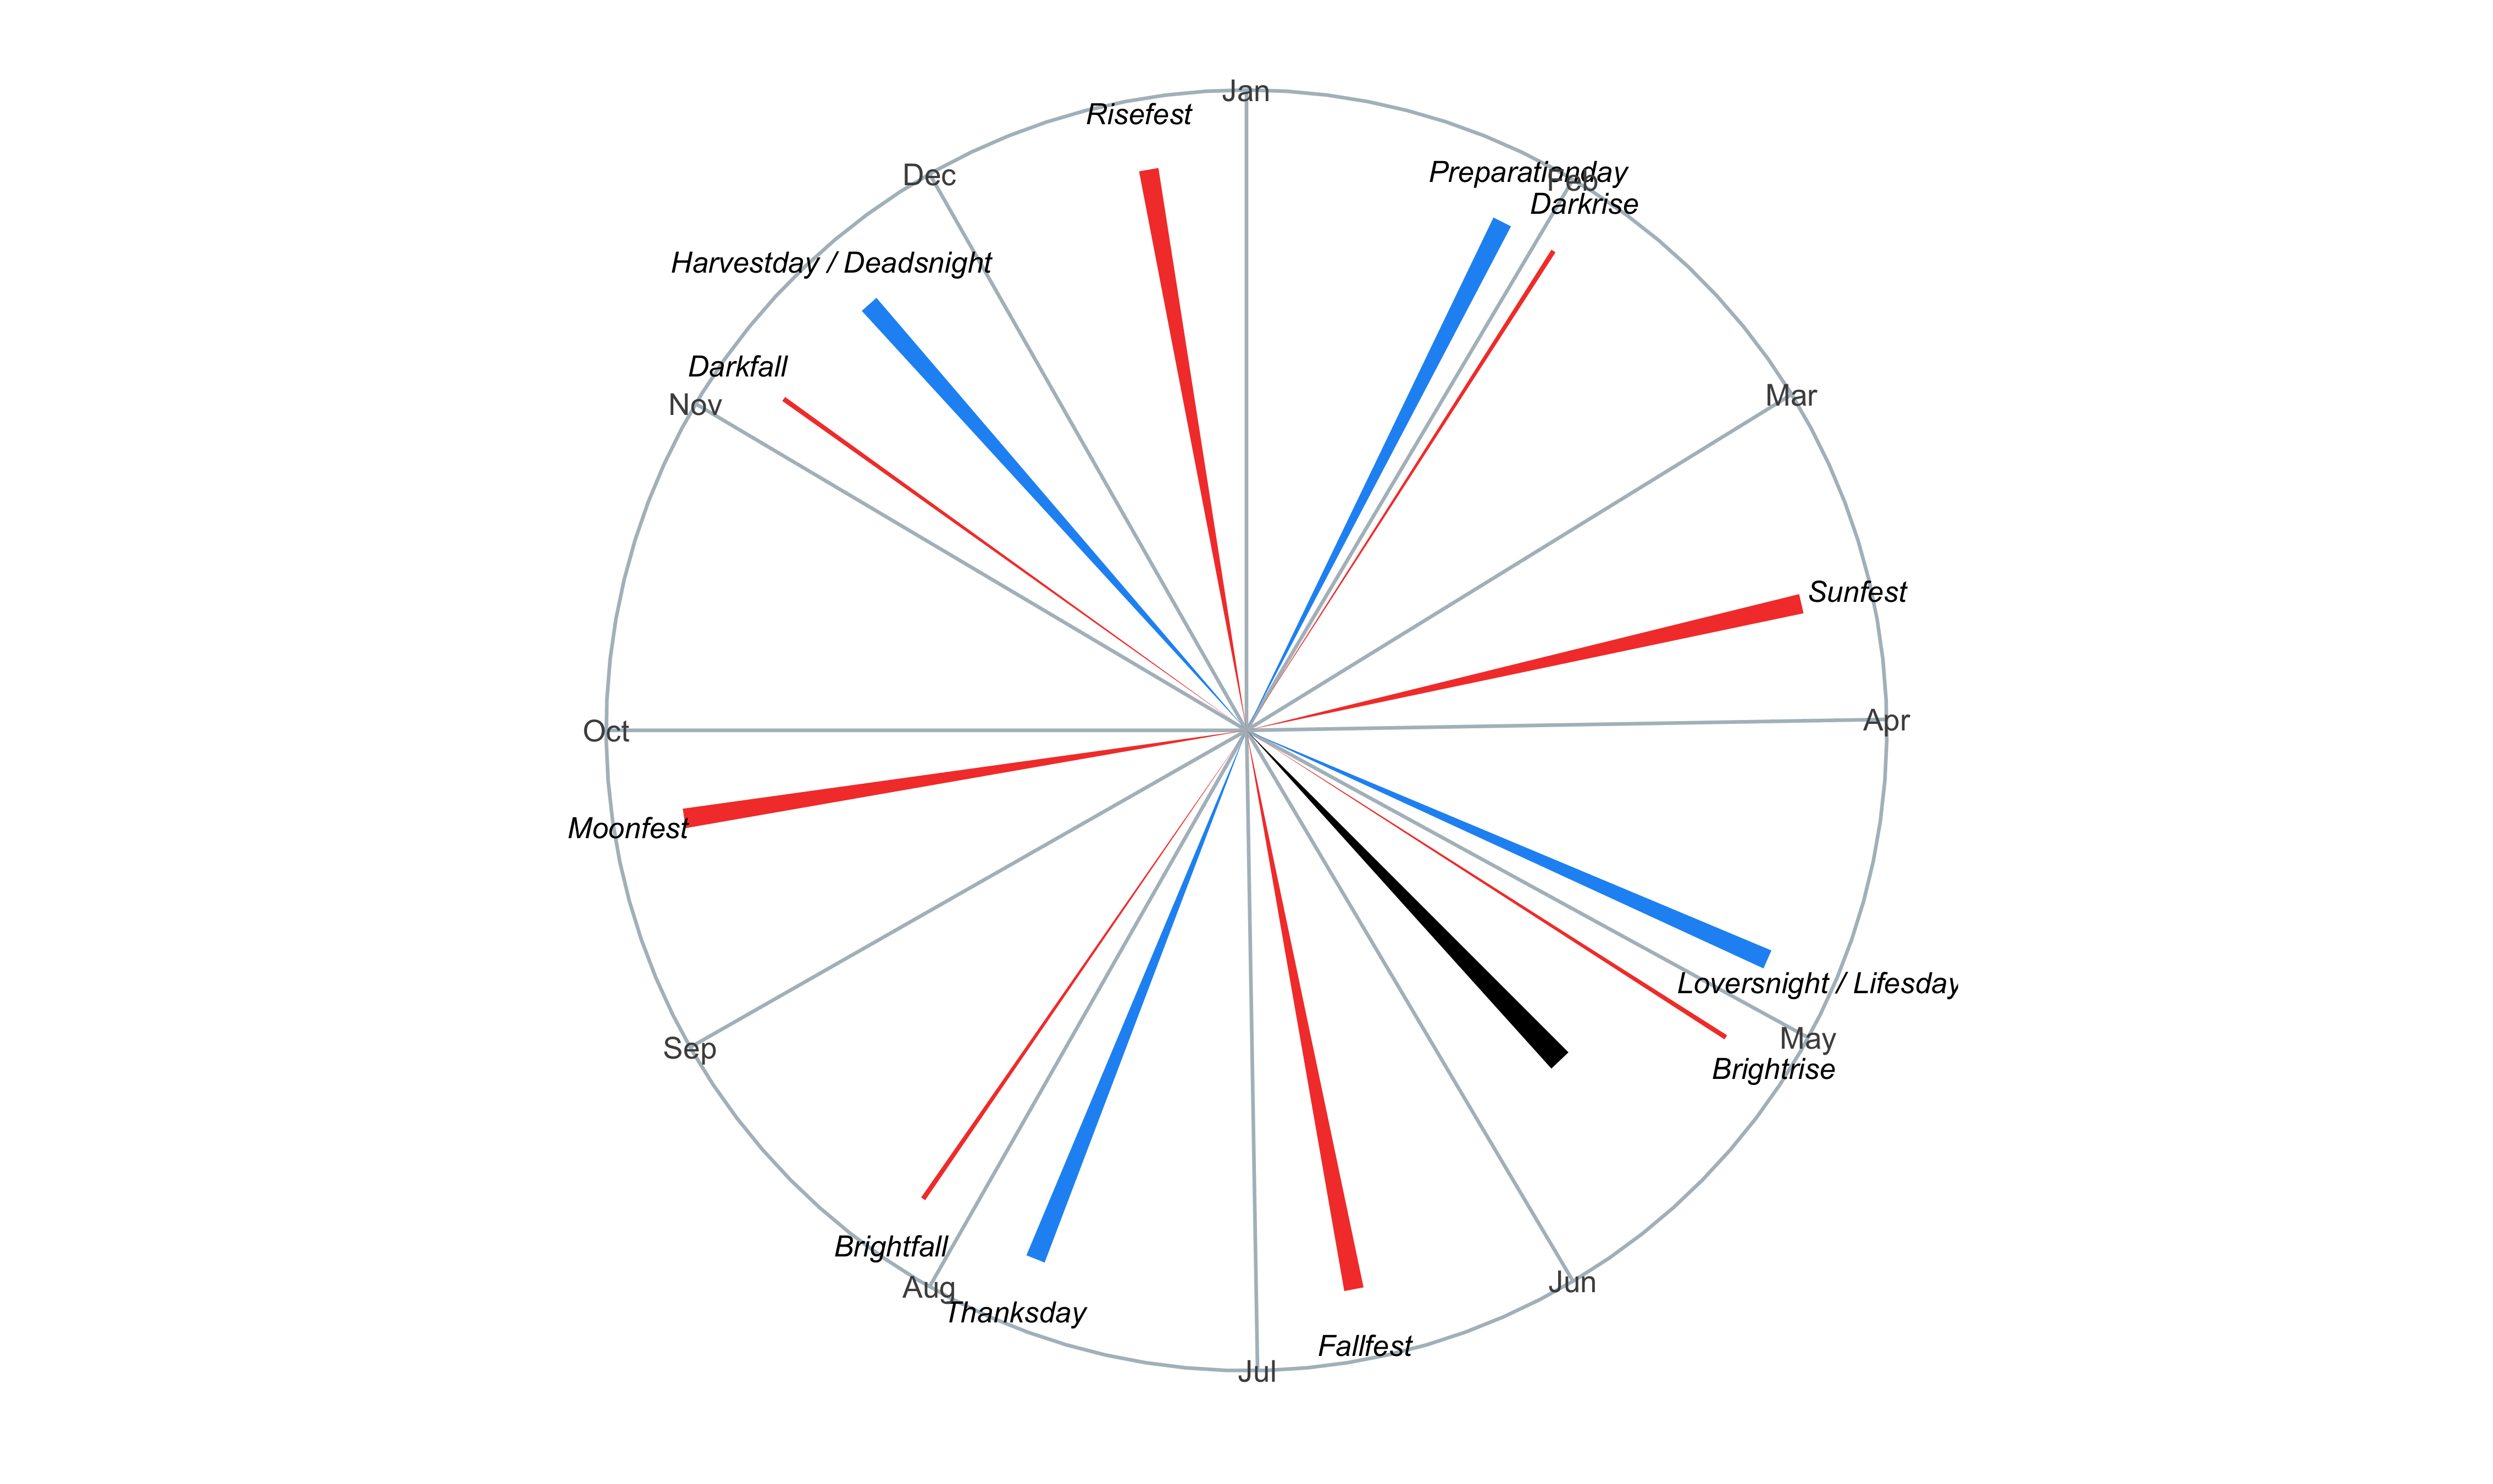 Jan
Risefest
Preparationday
Dec
Feb
Darkrise
Harvestday / Deadsnight
Darkfall
Mar
Nov
Sunfest
Apr
Oct
Moonfest
Loversnight / Lifesday
May
Sep
Brightrise
Brightfall
Jun
Aug
Thanksday
Fallfest
Jul